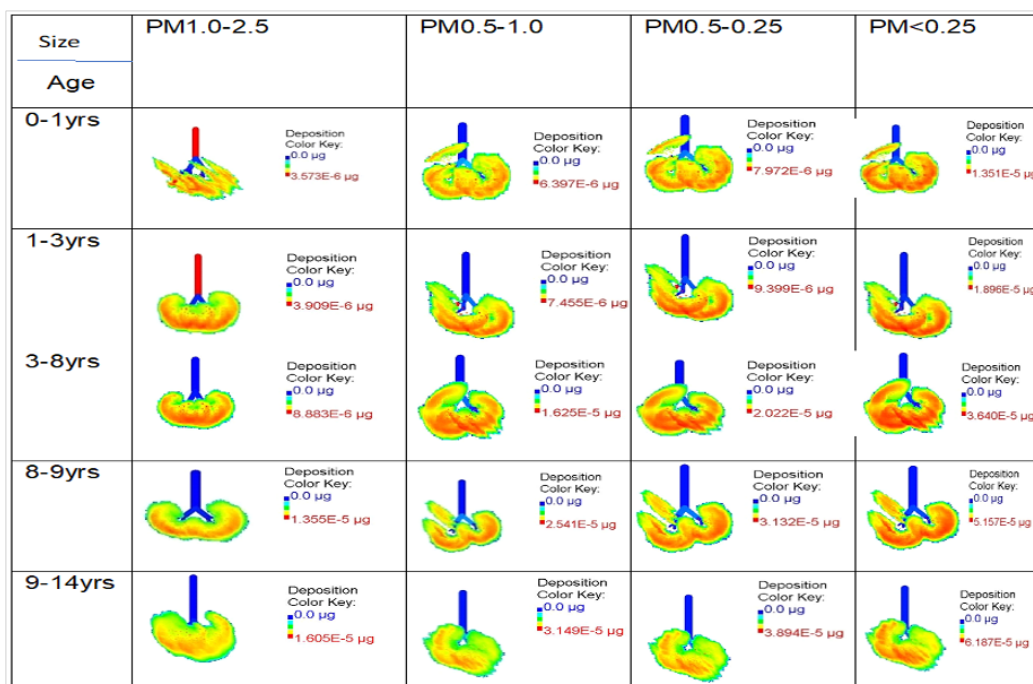 Size
Age
PM1.0-2.5
PM0.5-1.0
PM0.5-0.25
PM<0.25
0-1yrs
Deposition
Color Key:
0.0 µg
3.573E-6 µg
Deposition
Color Key:
0.0 µg
6.397E-6 µg
Deposition
Color Key:
0.0 µg
7.972E-6 µg
Deposition
Color Key:
0.0 µg
1.351E-5 µg
1-3yrs
Deposition
Color Key:
0.0 µg
3.909E-6 µg
Deposition
Color Key:
0.0 µg
7.455E-6 µg
Deposition
Color Key:
0.0 µg
9.399E-6 µg
Deposition
Color Key:
0.0 µg
1.896E-5 µg
3-8yrs
Deposition
Color Key:
0.0 µg
8.883E-6 µg
Deposition
Color Key:
0.0 µg
1.625E-5 µg
Deposition
Color Key:
0.0 µg
2.022E-5 µg
Deposition
Color Key:
0.0 µg
3.640E-5 µg
8-9yrs
Deposition
Color Key:
0.0 µg
1.355E-5 µg
Deposition
Color Key:
0.0 µg
2.541E-5 µg
Deposition
Color Key:
0.0 µg
3.132E-5 µg
Deposition
Color Key:
0.0 µg
5.157E-5 µg
9-14yrs
Deposition
Color Key:
0.0 µg
1.605E-5 µg
Deposition
Color Key:
0.0 µg
3.149E-5 µg
Deposition
Color Key:
0.0 µg
3.894E-5 µg
Deposition
Color Key:
0.0 µg
6.187E-5 µg